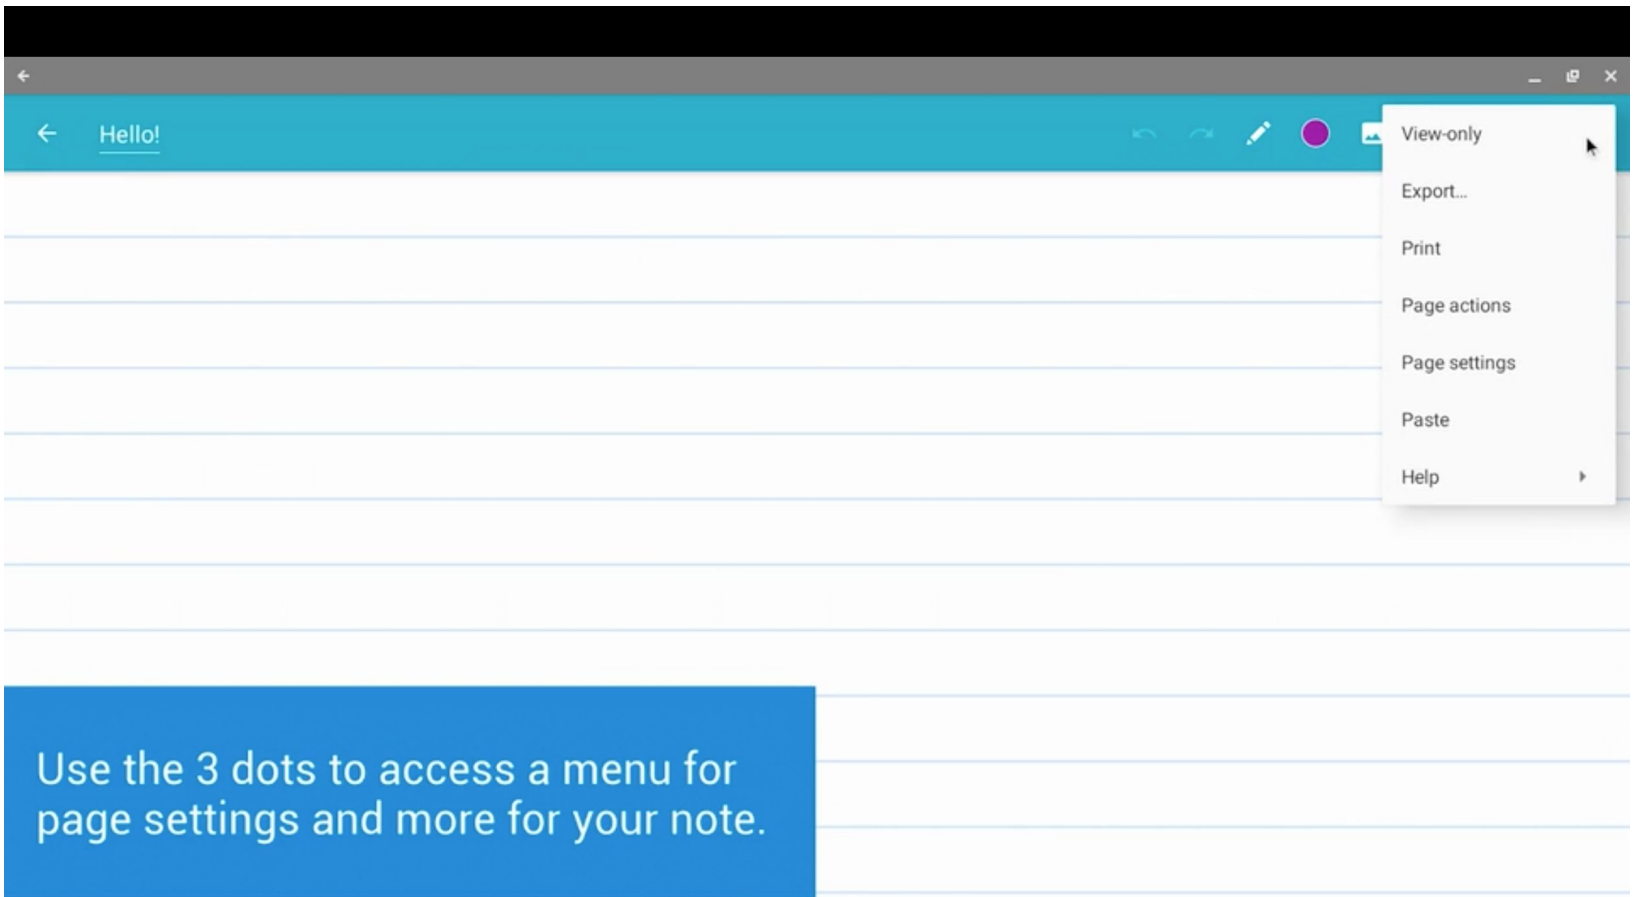 Hello!
View-only
Export...
Print
Page actions
Page settings
Paste
Help
Use the 3 dots to access a menu for
page settings and more for your note.